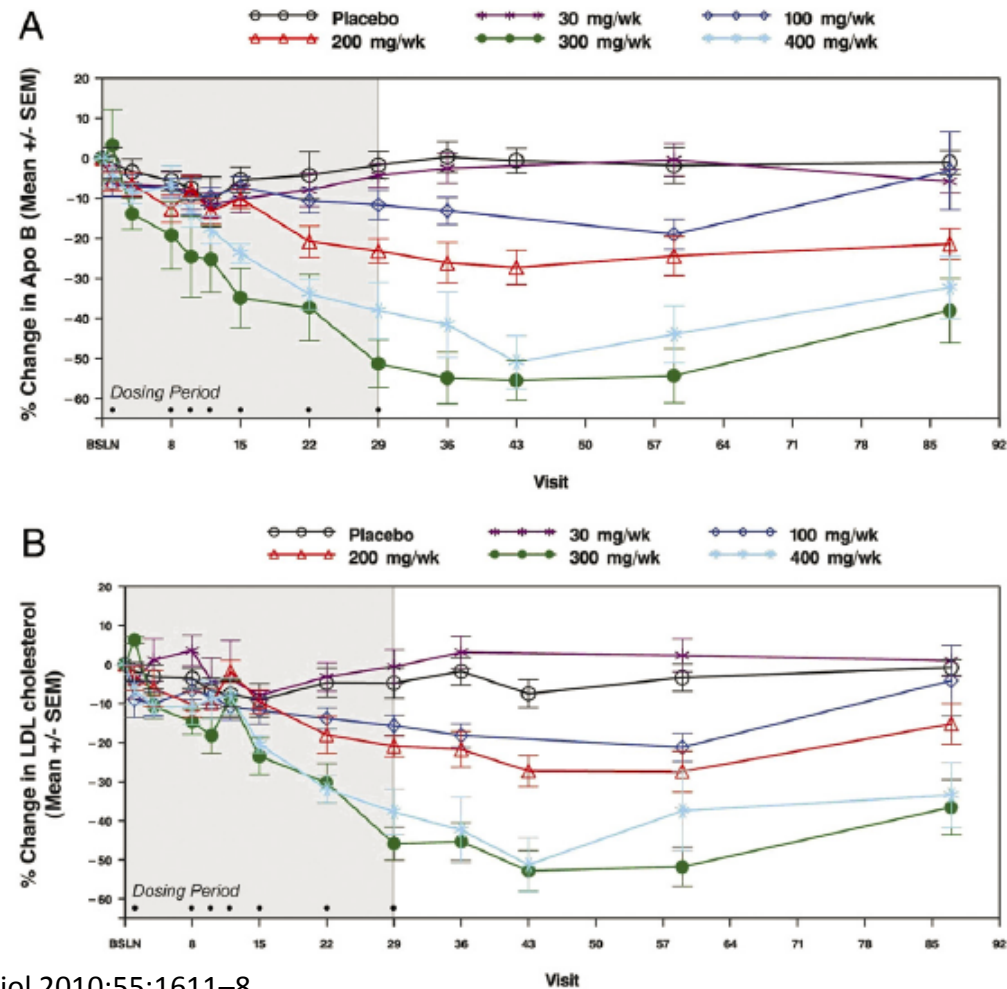 A
Placebo 30 mg/wk 100 mg/wk
200 mg/wk 300 mg/wk 400 mg/wk
% Change in Apo B (Mean +/- SEM)
20
0
-10
-20
-30
-40
-50
-60
Dosing Period
BSLN 8 15 22 29 36 43 50 57 64 71 78 85 92
Visit
B
Placebo 30 mg/wk 100 mg/wk
200 mg/wk 300 mg/wk 400 mg/wk
% Change in LDL cholesterol
(Mean +/- SEM)
20
10
0
-10
-20
-30
-40
-50
-60
Dosing Period
BSLN 8 15 22 29 36 43 50 57 64 71 78 85 92
Visit
iol 2010;55:1611–8